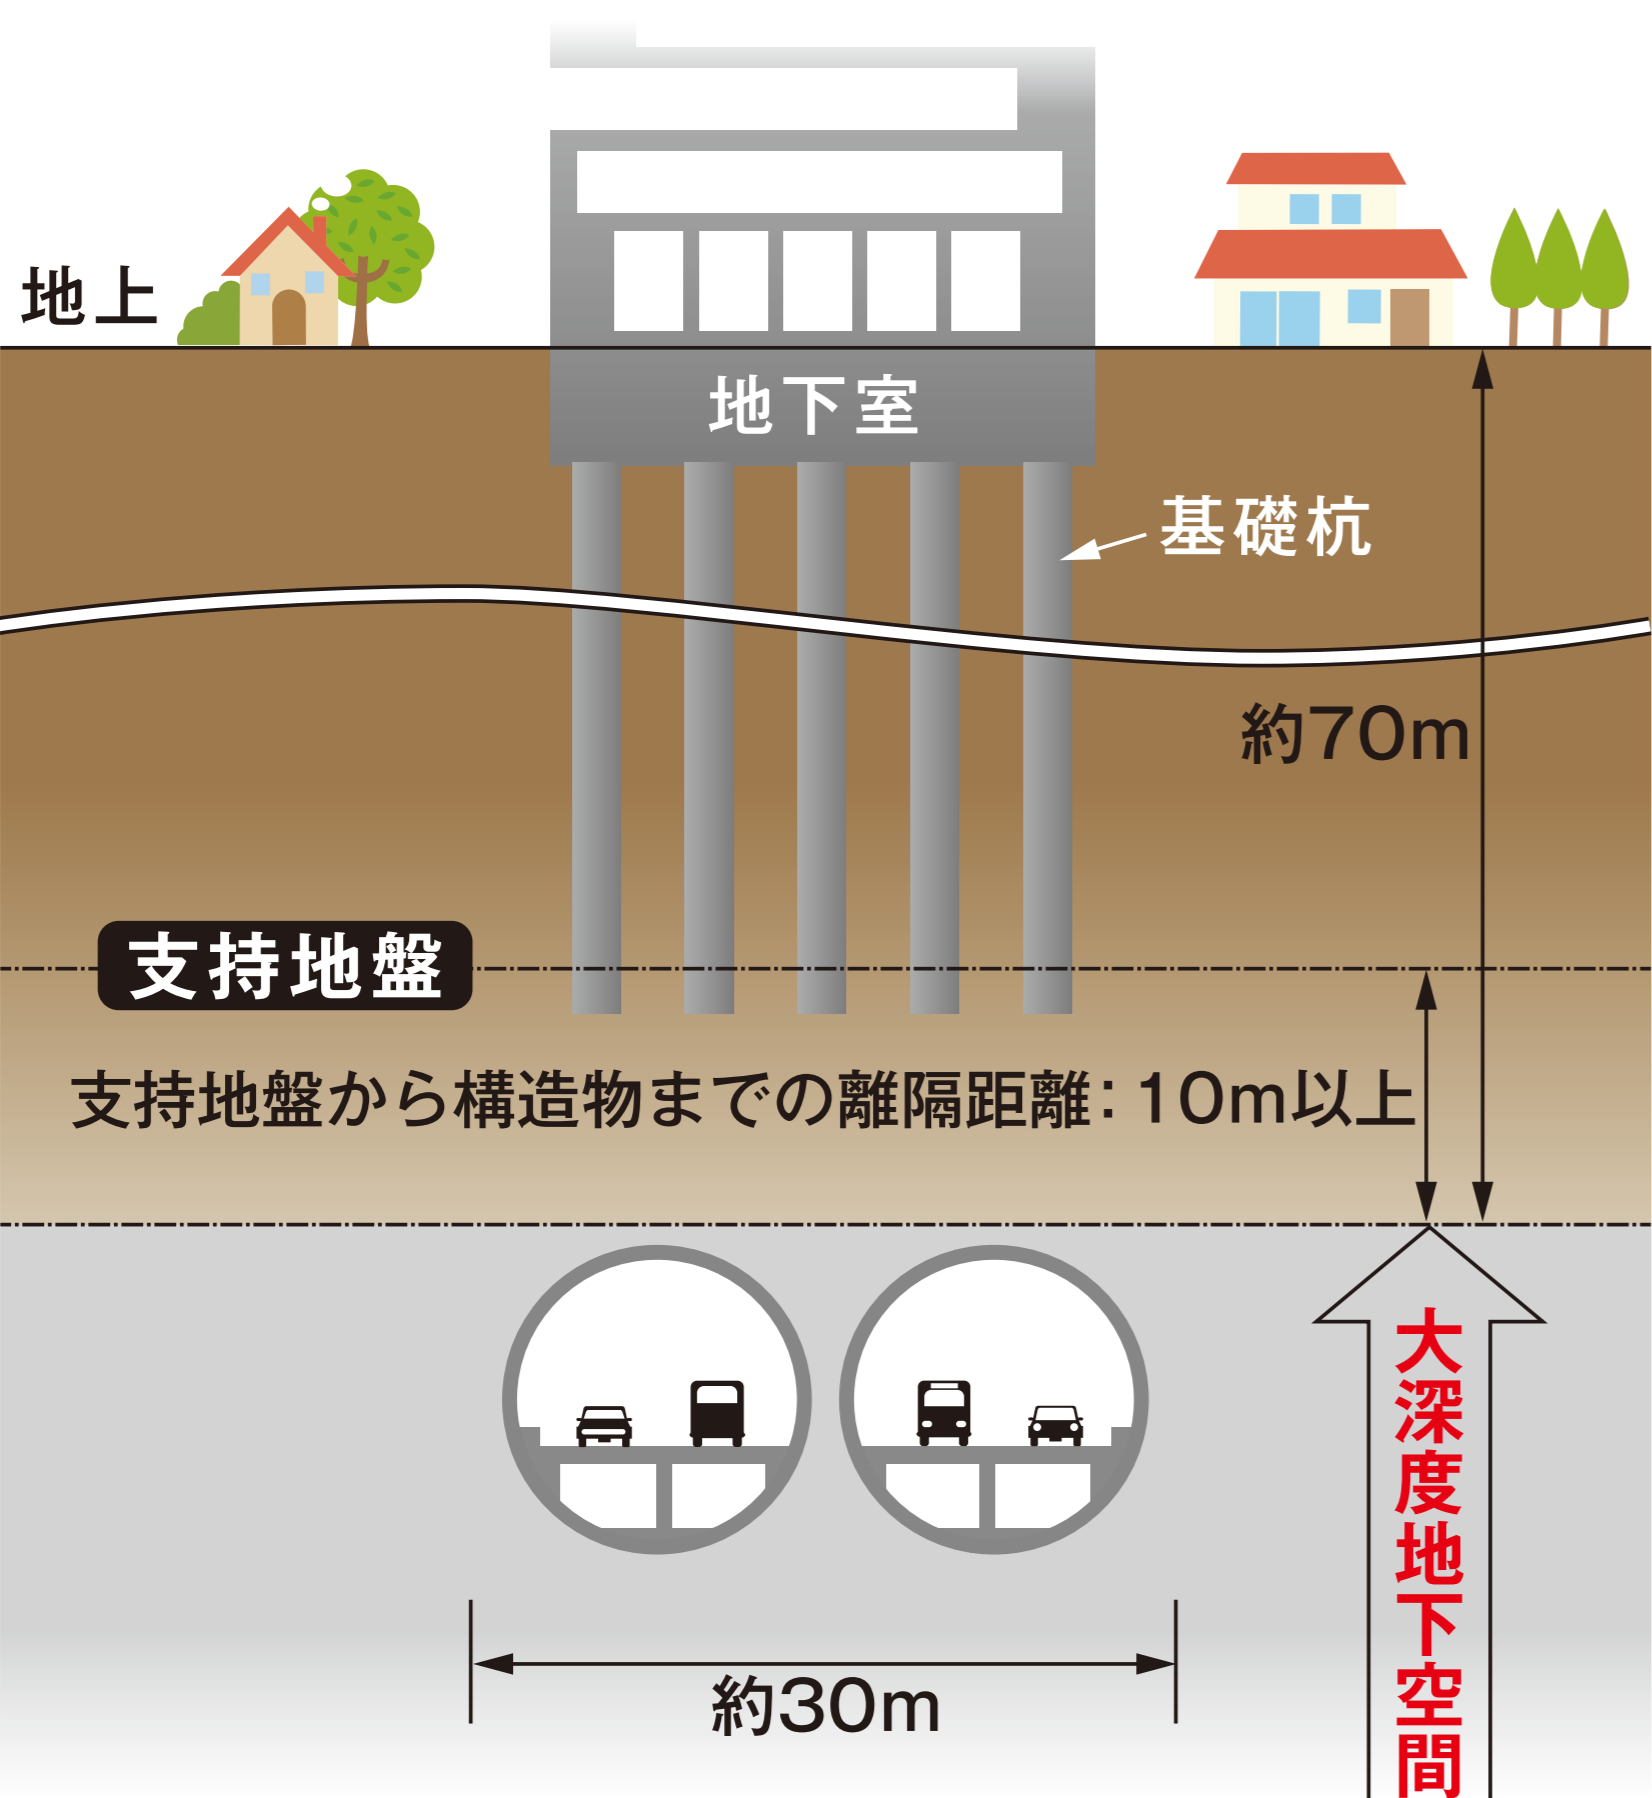 地上
地下室
基礎杭
約70m
支持地盤
支持地盤から構造物までの離隔距離：10m以上
大深度地下空間
約30m